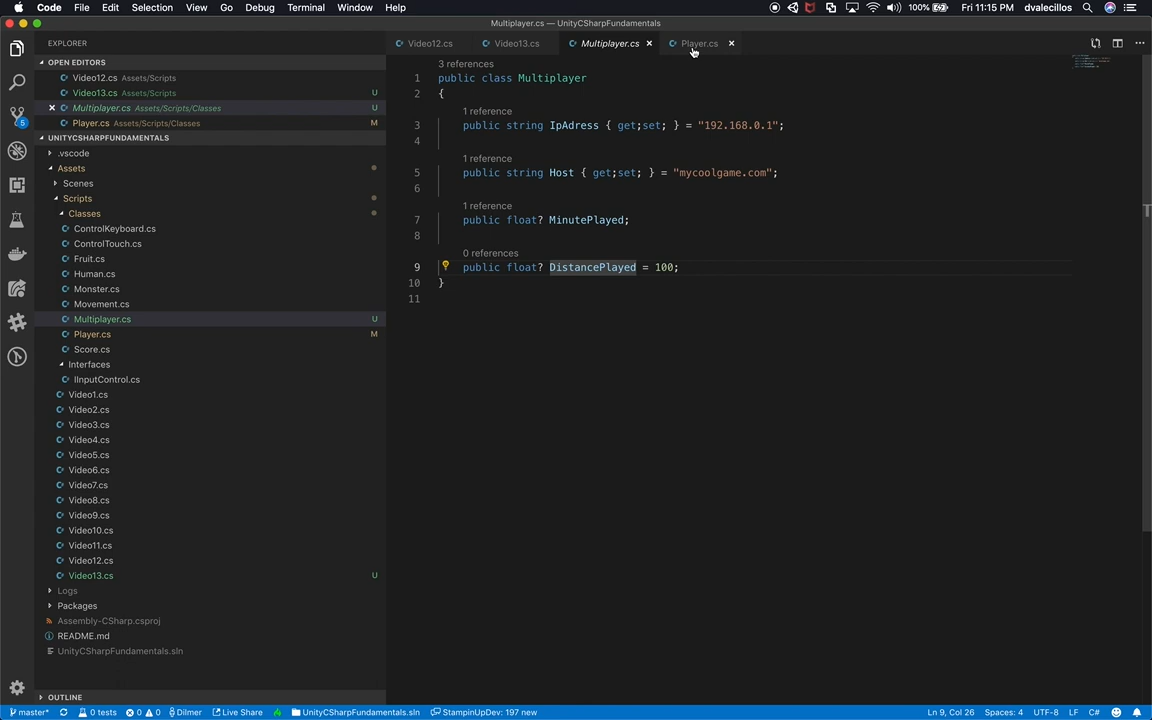 Code File Edit Selection View Go Debug Terminal Window Help 100% Fri 11:15 PM dvalecillos
Multiplayer.cs — UnityCSharpFundamentals
EXPLORER
Video12.cs Video13.cs Multiplayer.cs Player.cs
OPEN EDITORS
Video12.cs Assets/Scripts
Video13.cs Assets/Scripts U
Multiplayer.cs Assets/Scripts/Classes U
Player.cs Assets/Scripts/Classes M
UNITYCSHARPFUNDAMENTALS
.vscode
Assets
Scenes
Scripts
Classes
ControlKeyboard.cs
ControlTouch.cs
Fruit.cs
Human.cs
Monster.cs
Movement.cs
Multiplayer.cs U
Player.cs M
Score.cs
Interfaces
IInputControl.cs
Video1.cs
Video2.cs
Video3.cs
Video4.cs
Video5.cs
Video6.cs
Video7.cs
Video8.cs
Video9.cs
Video10.cs
Video11.cs
Video12.cs
Video13.cs U
Logs
Packages
Assembly-CSharp.csproj
README.md
UnityCSharpFundamentals.sln
OUTLINE
5
3 references
1 public class Multiplayer
2 {
1 reference
3 public string IpAdress { get;set; } = "192.168.0.1";
4
1 reference
5 public string Host { get;set; } = "mycoolgame.com";
6
1 reference
7 public float? MinutePlayed;
8
0 references
9 public float? DistancePlayed = 100;
10 }
11
master* 0 tests 0 0 Dilmer Live Share UnityCSharpFundamentals.sln StampinUpDev: 197 new Ln 9, Col 26 Spaces: 4 UTF-8 LF C#